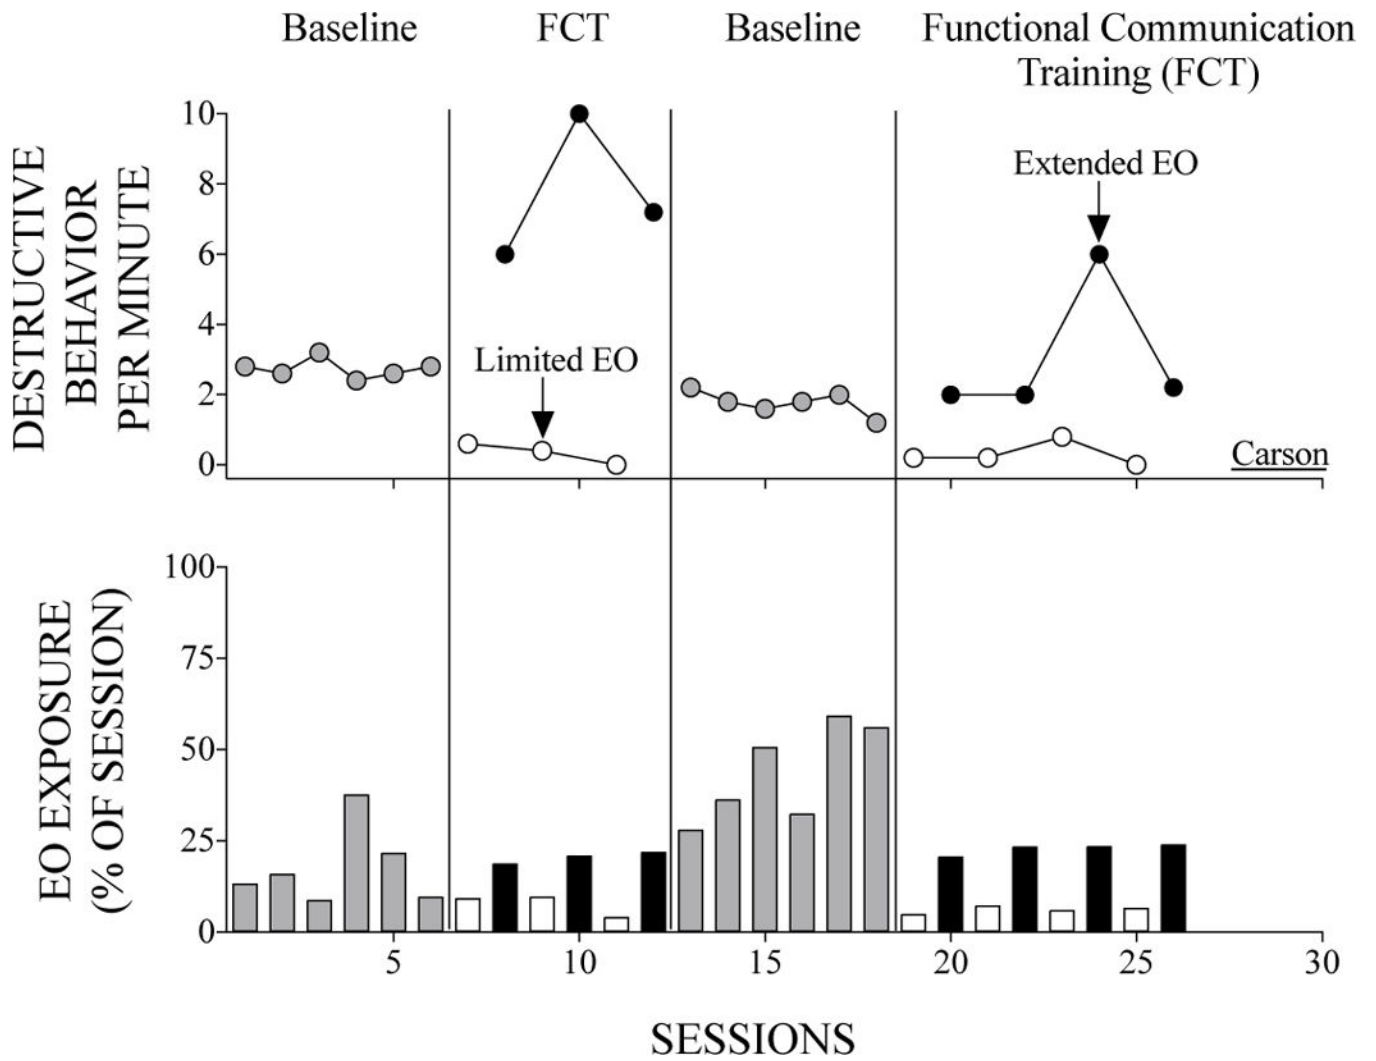 Baseline
FCT
Baseline
Functional Communication
Training (FCT)
DESTRUCTIVE
BEHAVIOR
PER MINUTE
10
8
6
4
2
0
Limited EO
Extended EO
Carson
EO EXPOSURE
(% OF SESSION)
100
75
50
25
0
5
10
15
20
25
30
SESSIONS